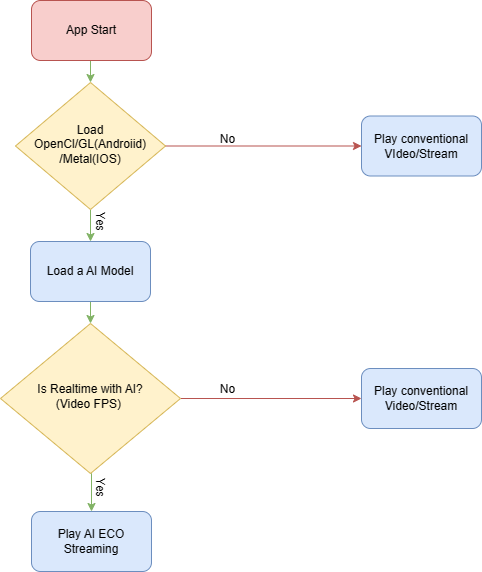 App Start
Load
OpenCl/GL(Androiid)
/Metal(IOS)
No
Play conventional
VIdeo/Stream
Yes
Load a AI Model
Is Realtime with AI?
(Video FPS)
No
Play conventional
Video/Stream
Yes
Play AI ECO
Streaming